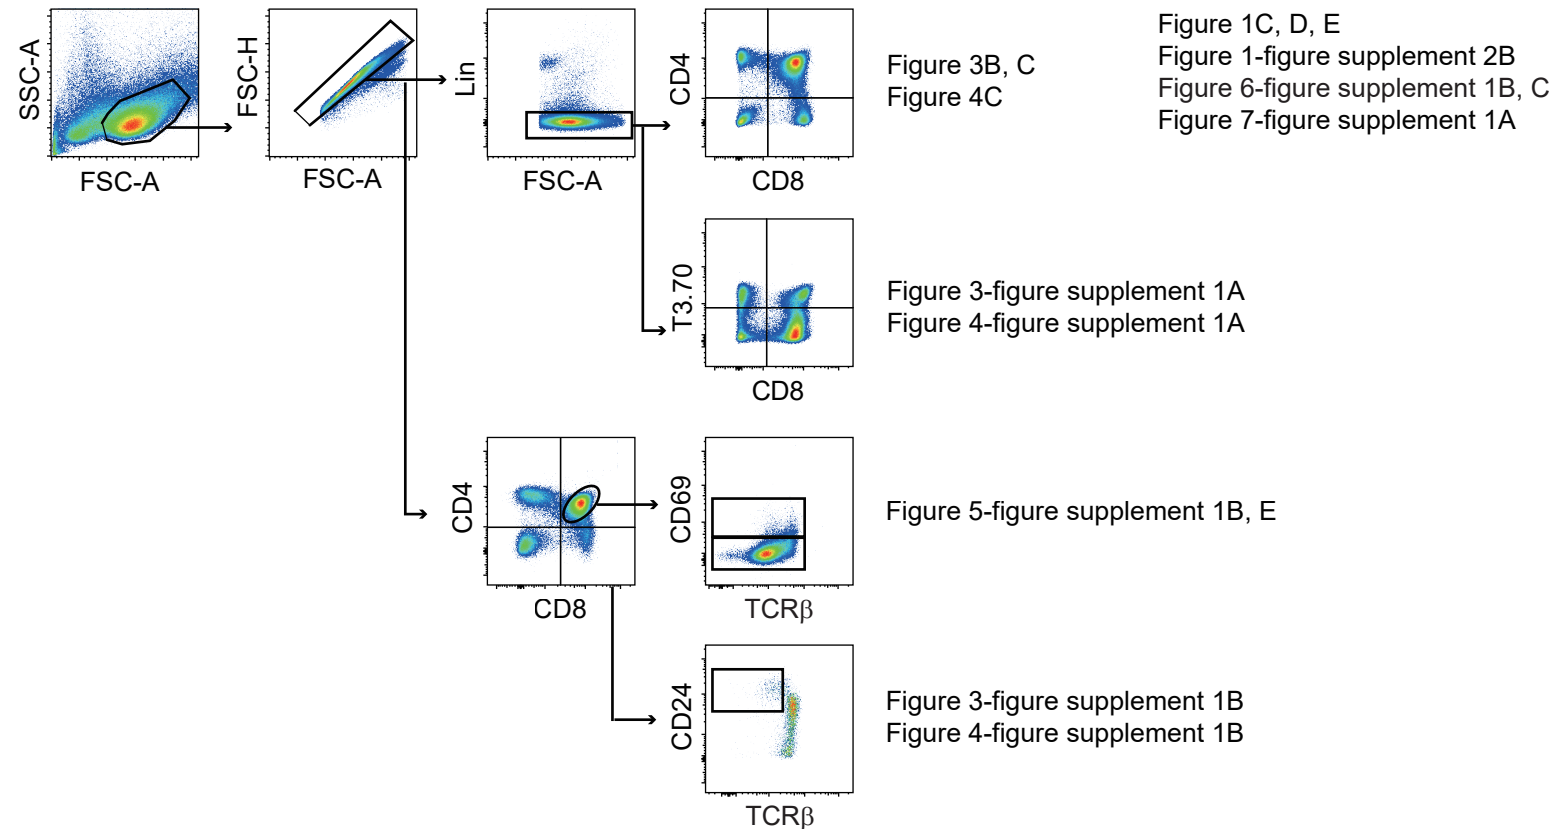 SSC-A
FSC-A
FSC-H
FSC-A
Lin
FSC-A
CD4
CD8
Figure 3B, C
Figure 4C
Figure 1C, D, E
Figure 1-figure supplement 2B
Figure 6-figure supplement 1B, C
Figure 7-figure supplement 1A
T3.70
CD8
Figure 3-figure supplement 1A
Figure 4-figure supplement 1A
CD4
CD8
CD69
TCRβ
Figure 5-figure supplement 1B, E
CD24
TCRβ
Figure 3-figure supplement 1B
Figure 4-figure supplement 1B